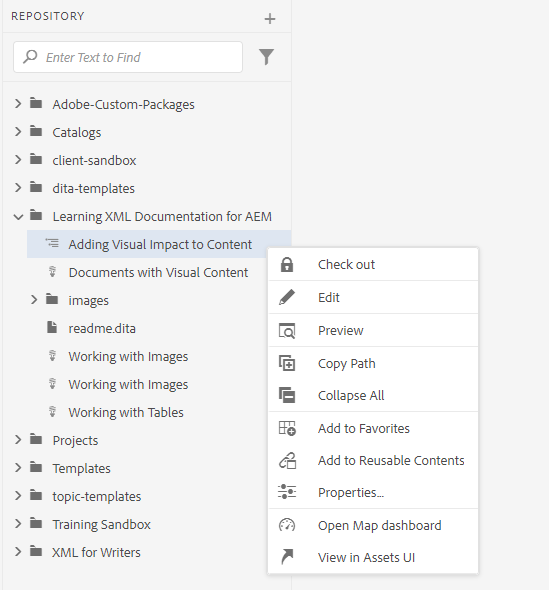 REPOSITORY
Enter Text to Find
Adobe-Custom-Packages
Catalogs
client-sandbox
dita-templates
Learning XML Documentation for AEM
Adding Visual Impact to Content
Documents with Visual Content
images
readme.dita
Working with Images
Working with Images
Working with Tables
Projects
Templates
topic-templates
Training Sandbox
XML for Writers
Check out
Edit
Preview
Copy Path
Collapse All
Add to Favorites
Add to Reusable Contents
Properties...
Open Map dashboard
View in Assets UI